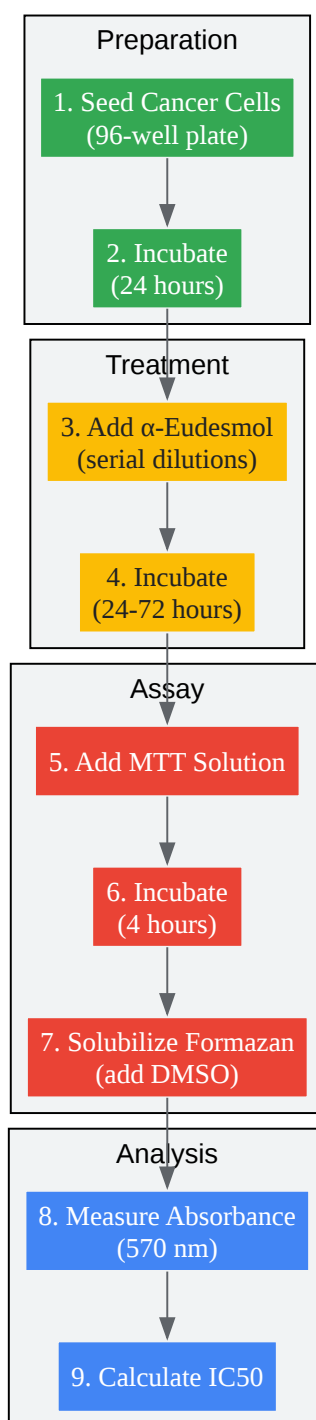 Preparation
1. Seed Cancer Cells
(96-well plate)
2. Incubate
(24 hours)
Treatment
3. Add α-Eudesmol
(serial dilutions)
4. Incubate
(24-72 hours)
Assay
5. Add MTT Solution
6. Incubate
(4 hours)
7. Solubilize Formazan
(add DMSO)
Analysis
8. Measure Absorbance
(570 nm)
9. Calculate IC50